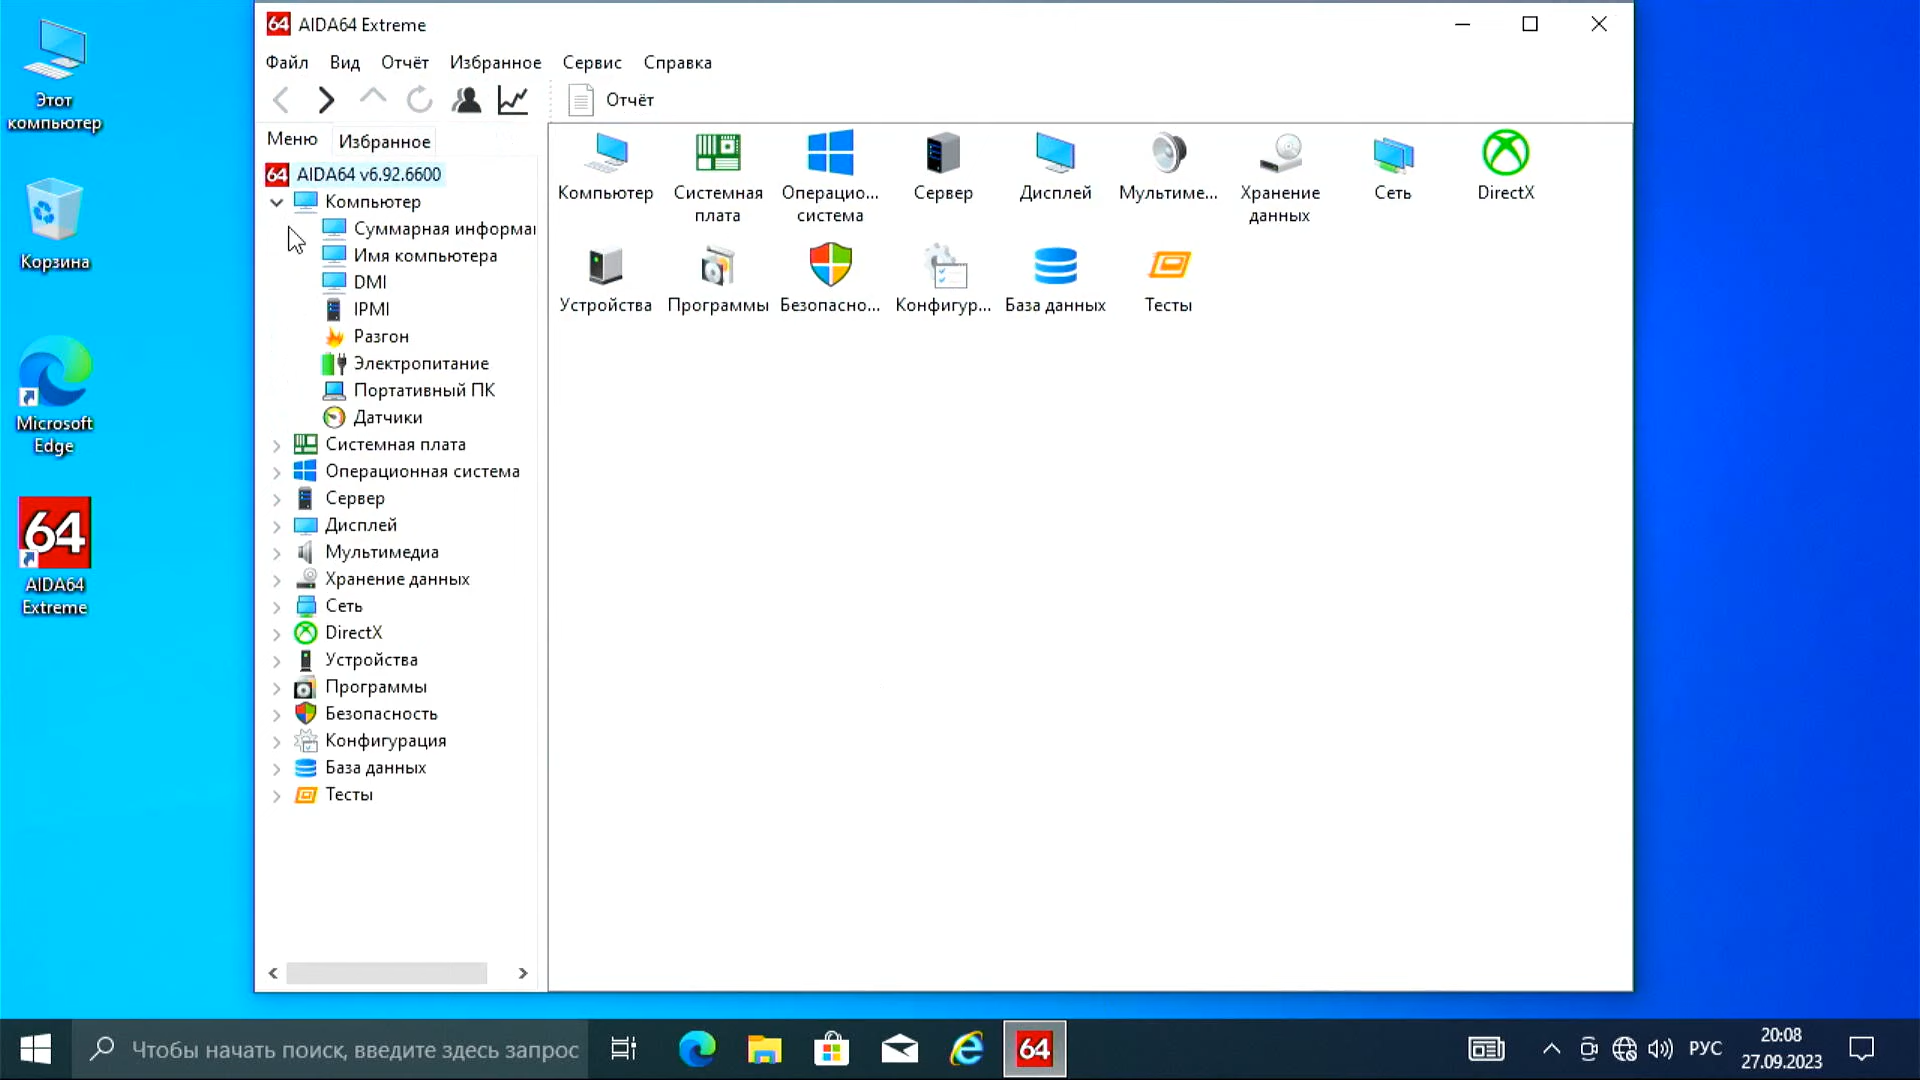 Этот
компьютер
Корзина
Microsoft
Edge
64
AIDA64
Extreme
64 AIDA64 Extreme
Файл Вид Отчёт Избранное Сервис Справка
Отчёт
Меню Избранное
64 AIDA64 v6.92.6600
Компьютер
Суммарная информа
Имя компьютера
DMI
IPMI
Разгон
Электропитание
Портативный ПК
Датчики
Системная плата
Операционная система
Сервер
Дисплей
Мультимедиа
Хранение данных
Сеть
DirectX
Устройства
Программы
Безопасность
Конфигурация
База данных
Тесты
Компьютер
Системная
плата
Операцио...
система
Сервер
Дисплей
Мультиме...
Хранение
данных
Сеть
DirectX
Устройства
Программы
Безопасно...
Конфигур...
База данных
Тесты
Чтобы начать поиск, введите здесь запрос
64
РУС
20:08
27.09.2023